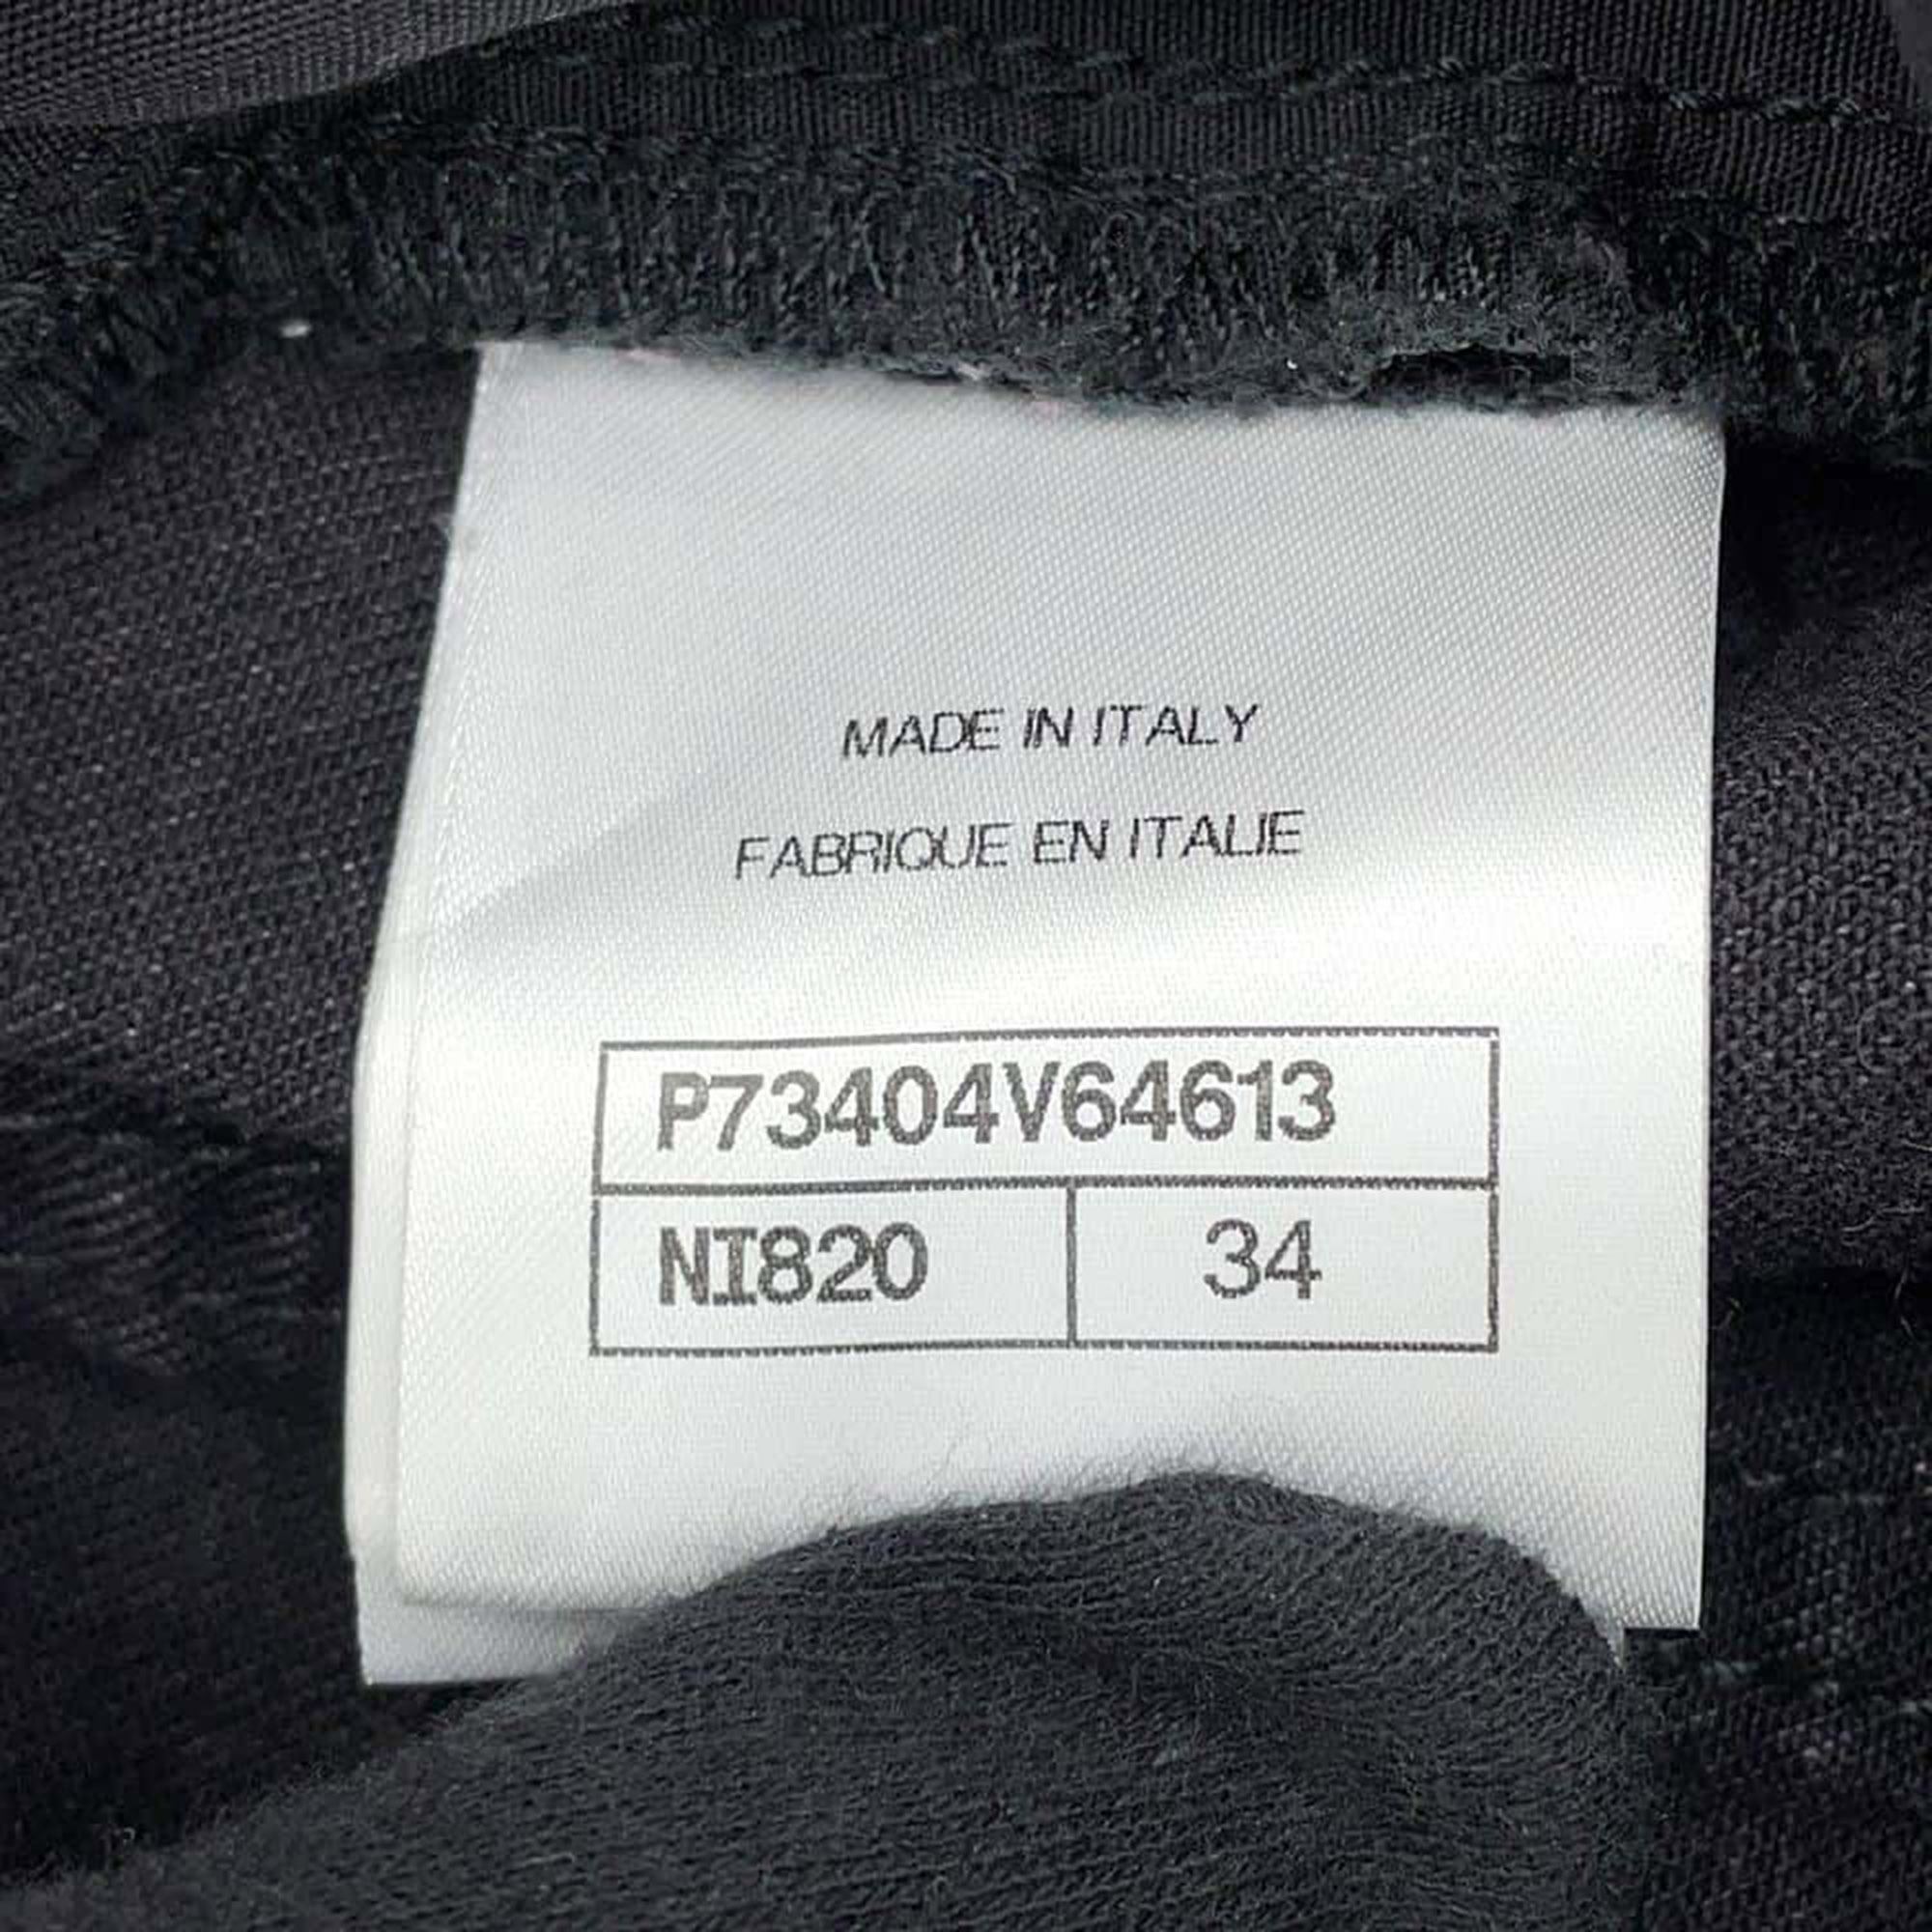 MADE IN ITALY
FABRIQUE EN ITALIE
P73404V64613
NI820 34